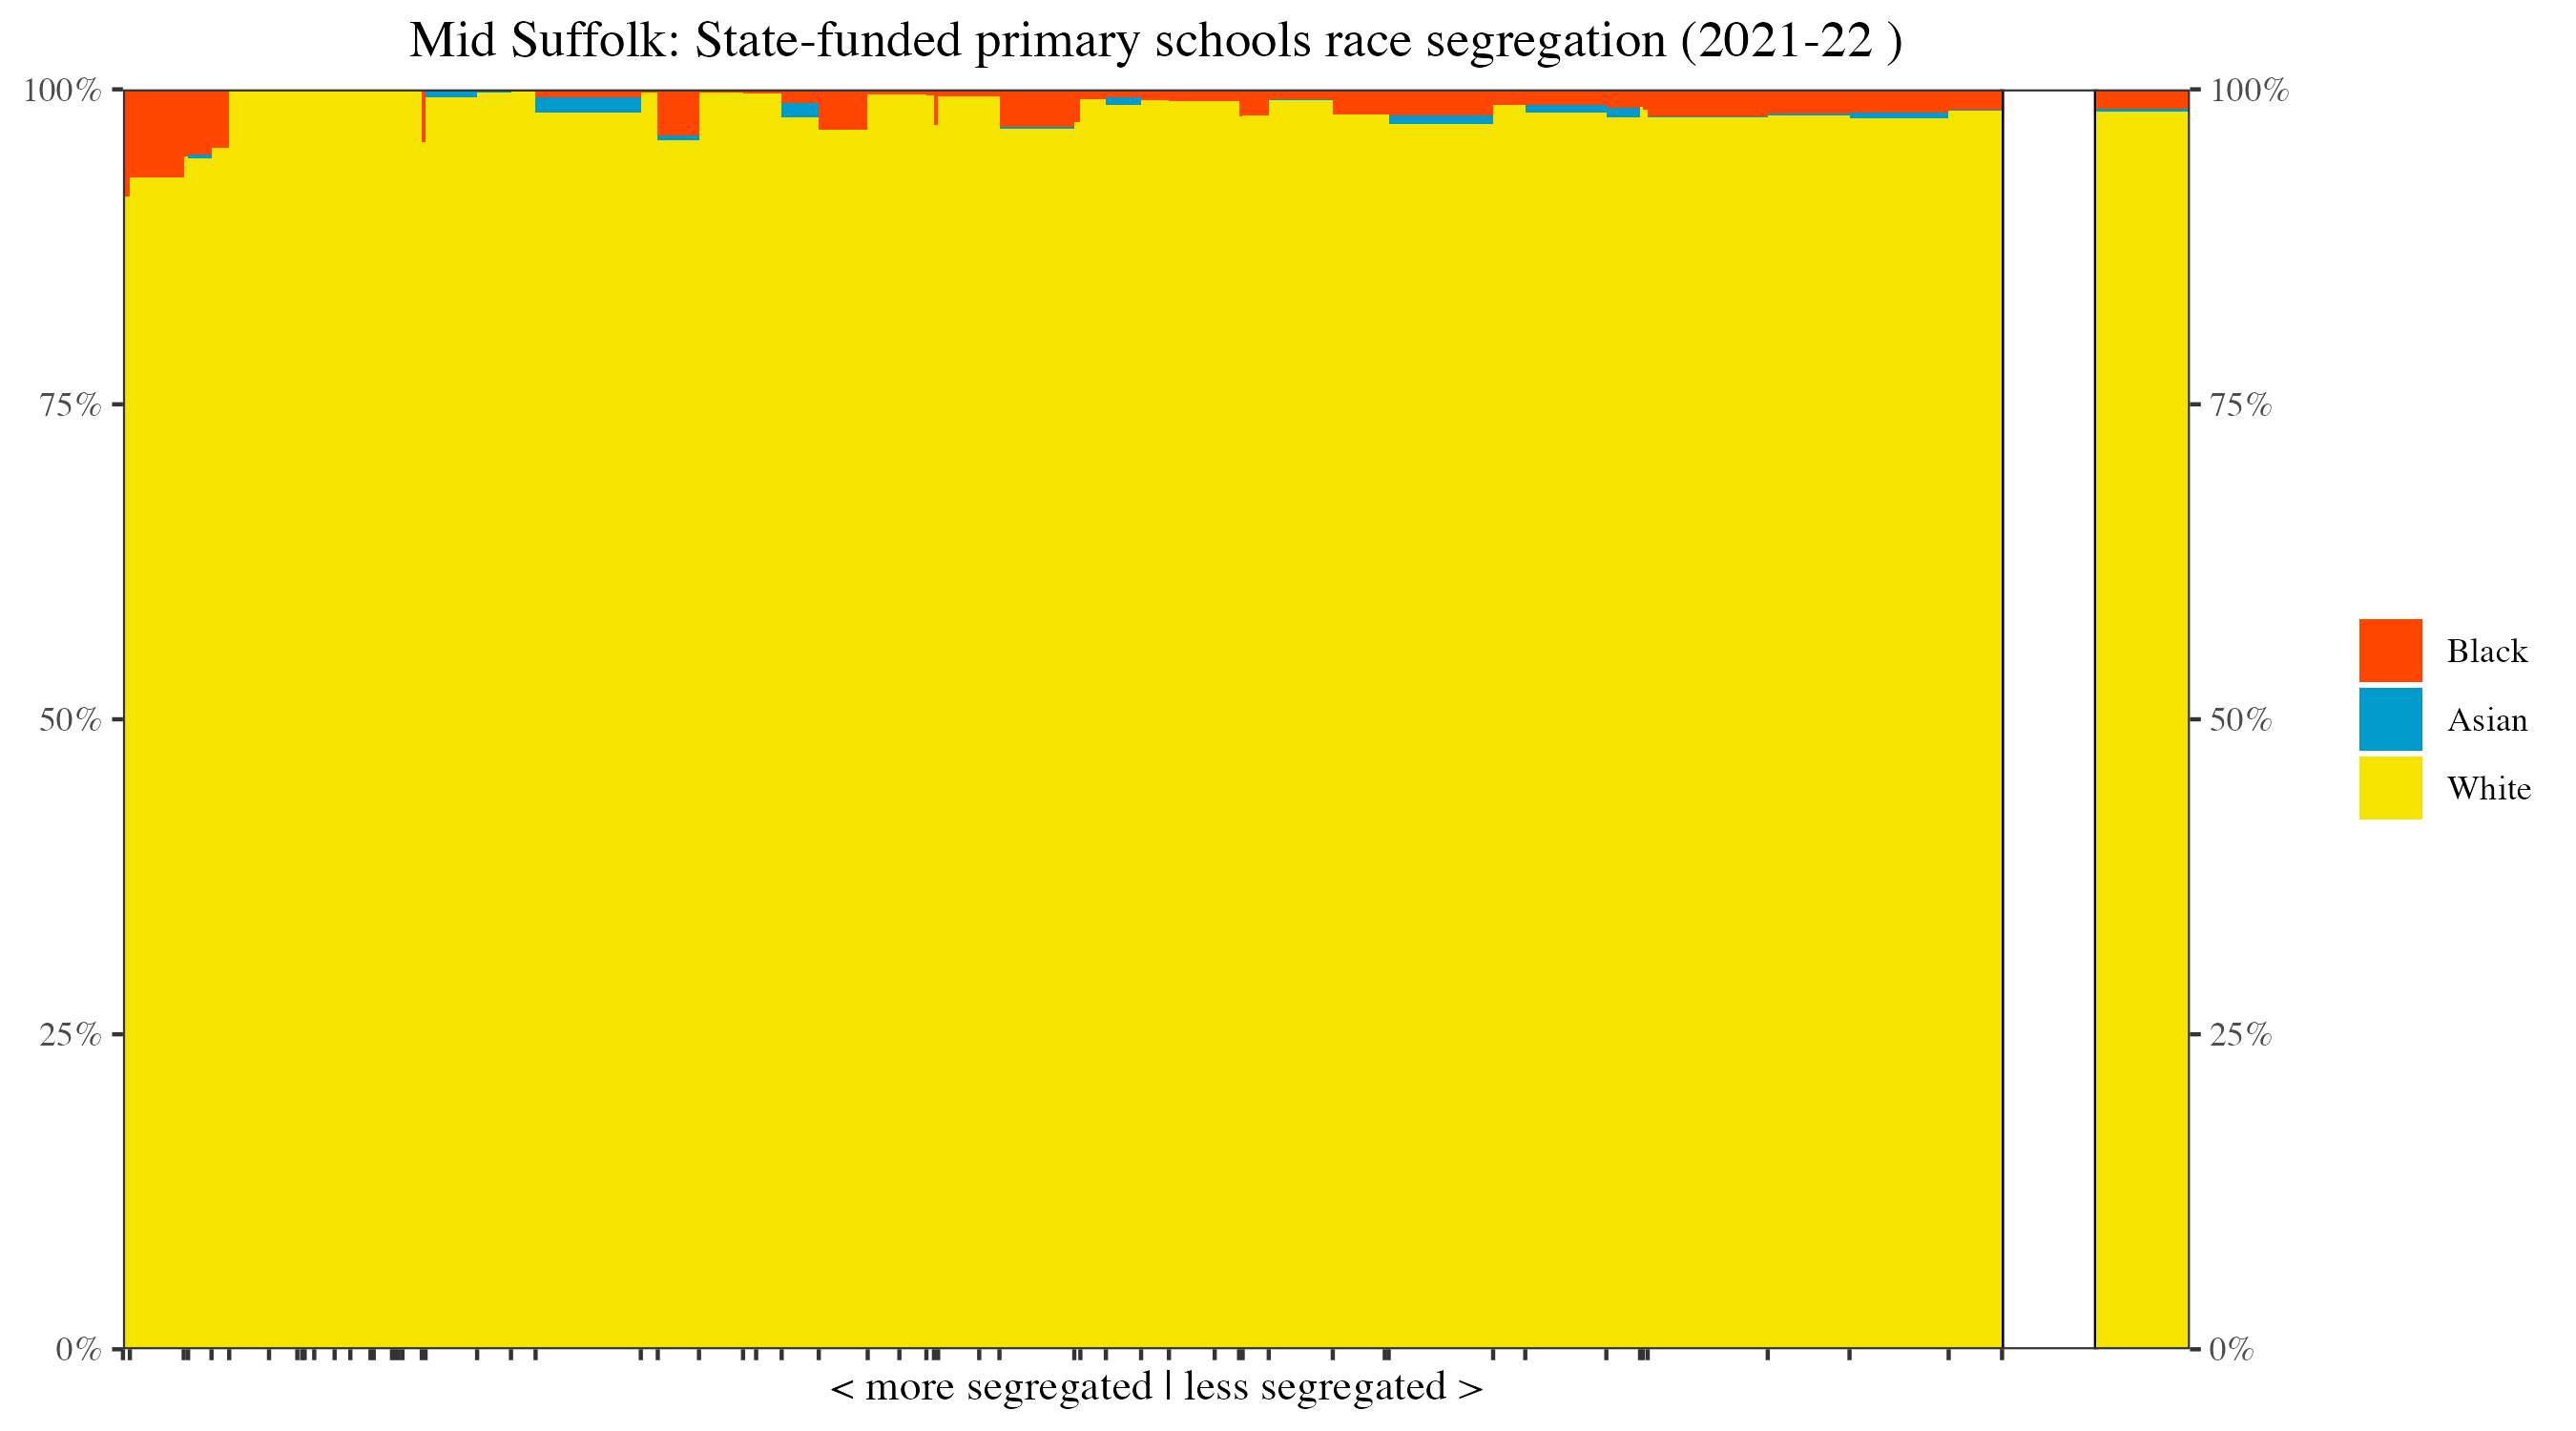 Mid Suffolk: State-funded primary schools race segregation (2021-22 )
100%
75%
50%
25%
0%
100%
75%
50%
25%
0%
Black
Asian
White
< more segregated | less segregated >